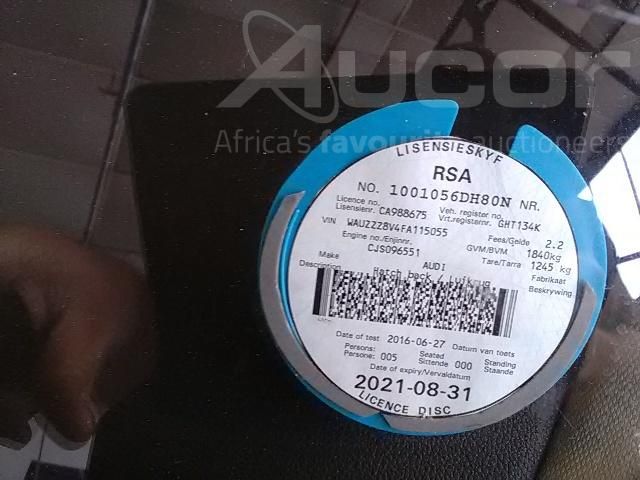 Aucor
Africa's favourite auctioneers
LISENSIESKYF
RSA
NO. 1001056DH80N NR.
Licence no. Veh. register no.
Lisensienr. CA988675 Vrt.registernr. GHT134K
VIN WAUZZZ8V4FA115055 Fees/Gelde 2.2
Engine no./Enjinnr. GVM/BVM 1840kg
CJS096551 Tare/Tarra 1245 kg
Make AUDI Fabrikaat
Description Hatch back / Luikrug Beskrywing
Date of test 2016-06-27 Datum van toets
Persons: Seated Standing
Persone: 005 Sittende 000 Staande
Date of expiry/Vervaldatum
2021-08-31
LICENCE DISC